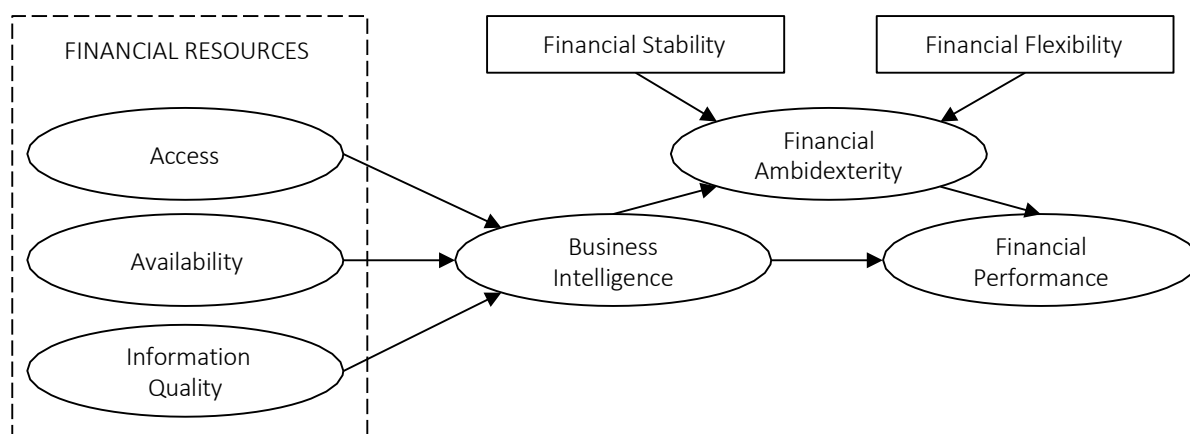 FINANCIAL RESOURCES
Access
Availability
Information
Quality
Financial Stability
Financial Flexibility
Financial
Ambidexterity
Business
Intelligence
Financial
Performance